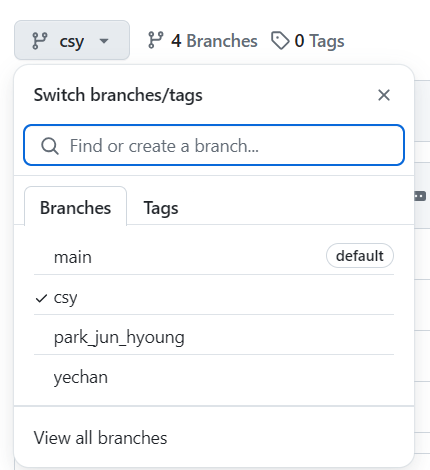 csy 4 Branches 0 Tags
Switch branches/tags
Find or create a branch...
Branches Tags
main default
csy
park_jun_hyoung
yechan
View all branches